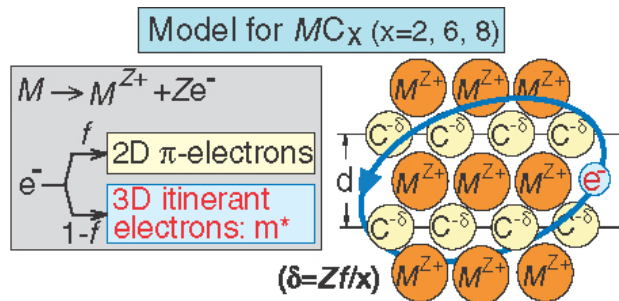 Model for MCx (x=2, 6, 8)
M → M^Z+ + Ze^-
f
e^-
2D π-electrons
3D itinerant
electrons: m*
1-f
M^Z+ M^Z+ M^Z+
C^-δ C^-δ C^-δ C^-δ
d
M^Z+ M^Z+ M^Z+ e^-
C^-δ C^-δ C^-δ C^-δ
M^Z+ M^Z+ M^Z+
(δ=Zf/x)